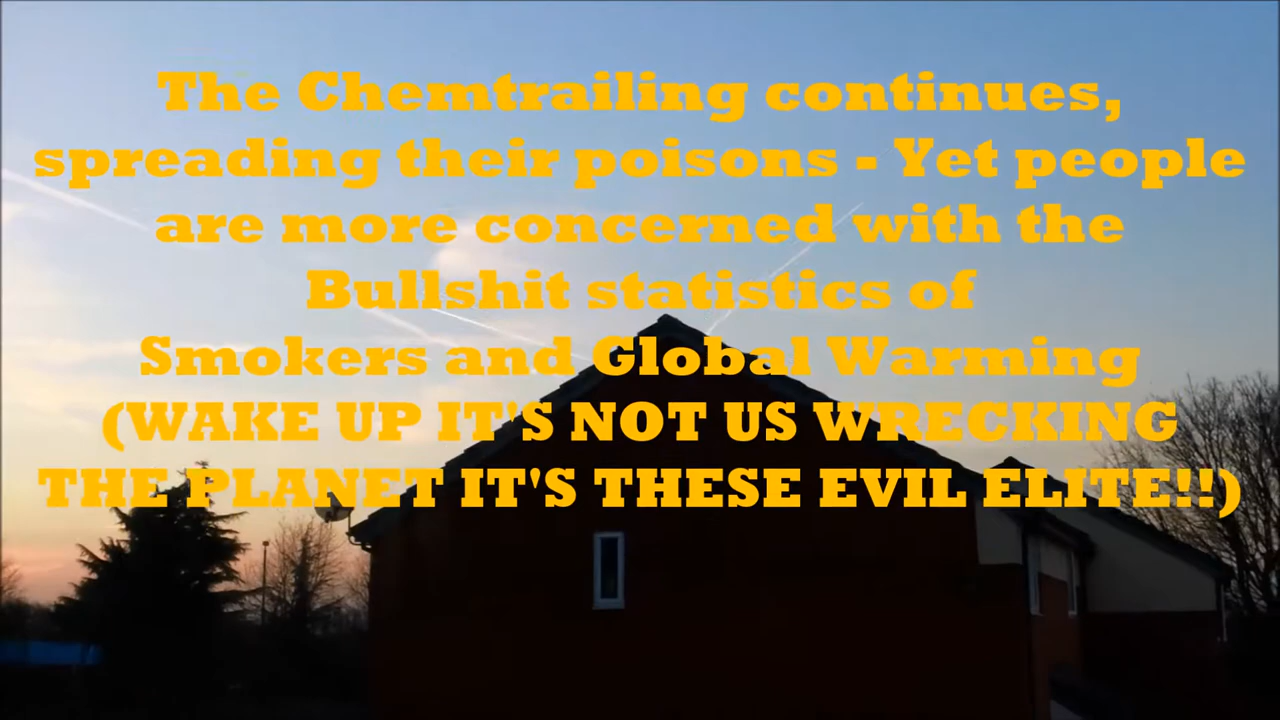 The Chemtrailing continues,
spreading their poisons - Yet people
are more concerned with the
Bullshit statistics of
Smokers and Global Warming
(WAKE UP IT'S NOT US WRECKING
THE PLANET IT'S THESE EVIL ELITE!!)